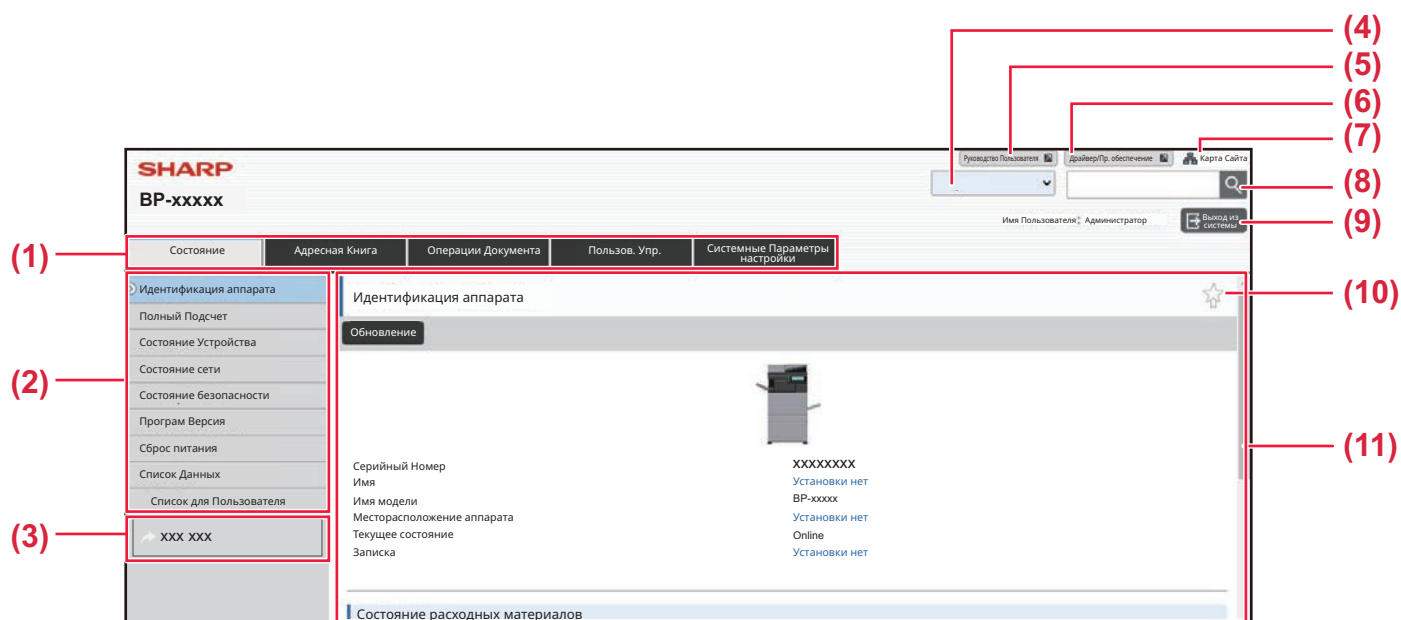 (4)
(5)
(6)
(7)
Руководство Пользователя
Драйвер/Пр. обеспечение
Карта Сайта
SHARP
(8)
BP-xxxxx
Имя Пользователя: Администратор
Выход из
системы
(9)
(1)
Состояние
Адресная Книга
Операции Документа
Пользов. Упр.
Системные Параметры
настройки
(2)
Идентификация аппарата
Полный Подсчет
Состояние Устройства
Состояние сети
Состояние безопасности
Програм Версия
Сброс питания
Список Данных
Список для Пользователя
(3)
XXX XXX
Идентификация аппарата
(10)
Обновление
(11)
Серийный Номер XXXXXXXX
Имя Установки нет
Имя модели BP-xxxxx
Месторасположение аппарата Установки нет
Текущее состояние Online
Записка Установки нет
Состояние расходных материалов